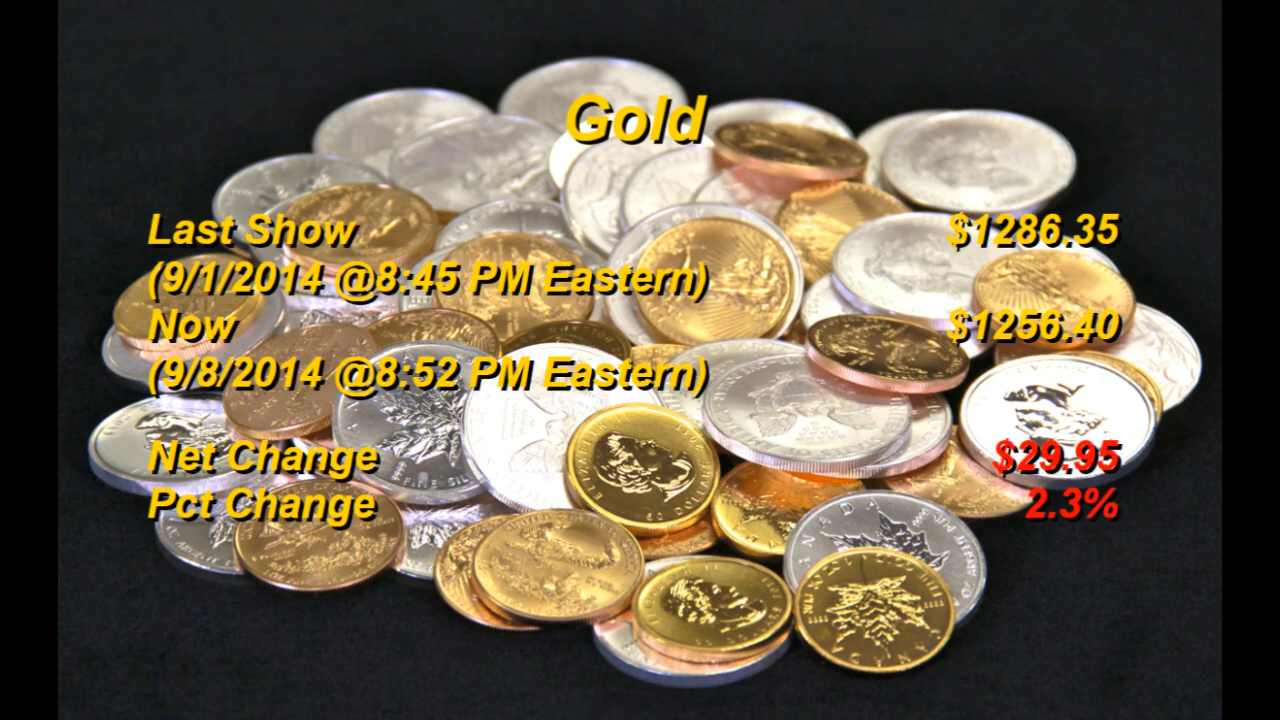 Gold
Last Show $1286.35
(9/1/2014 @8:45 PM Eastern)
Now $1256.40
(9/8/2014 @8:52 PM Eastern)
Net Change $29.95
Pct Change 2.3%